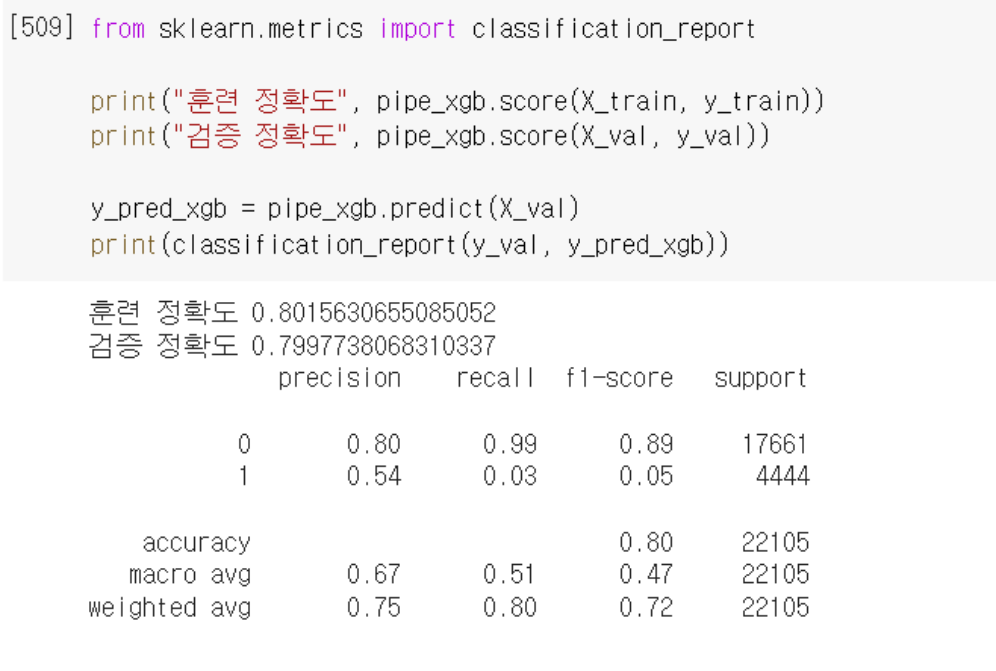 [509] from sklearn.metrics import classification_report
print("훈련 정확도", pipe_xgb.score(X_train, y_train))
print("검증 정확도", pipe_xgb.score(X_val, y_val))
y_pred_xgb = pipe_xgb.predict(X_val)
print(classification_report(y_val, y_pred_xgb))
훈련 정확도 0.8015630655085052
검증 정확도 0.7997738068310337
precision recall f1-score support
0 0.80 0.99 0.89 17661
1 0.54 0.03 0.05 4444
accuracy 0.80 22105
macro avg 0.67 0.51 0.47 22105
weighted avg 0.75 0.80 0.72 22105